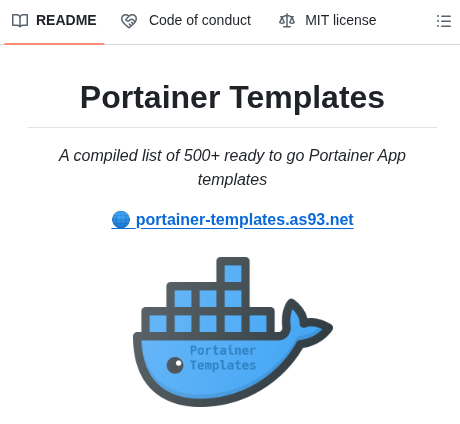 README Code of conduct MIT license
Portainer Templates
A compiled list of 500+ ready to go Portainer App
templates
portainer-templates.as93.net
Portainer
Templates